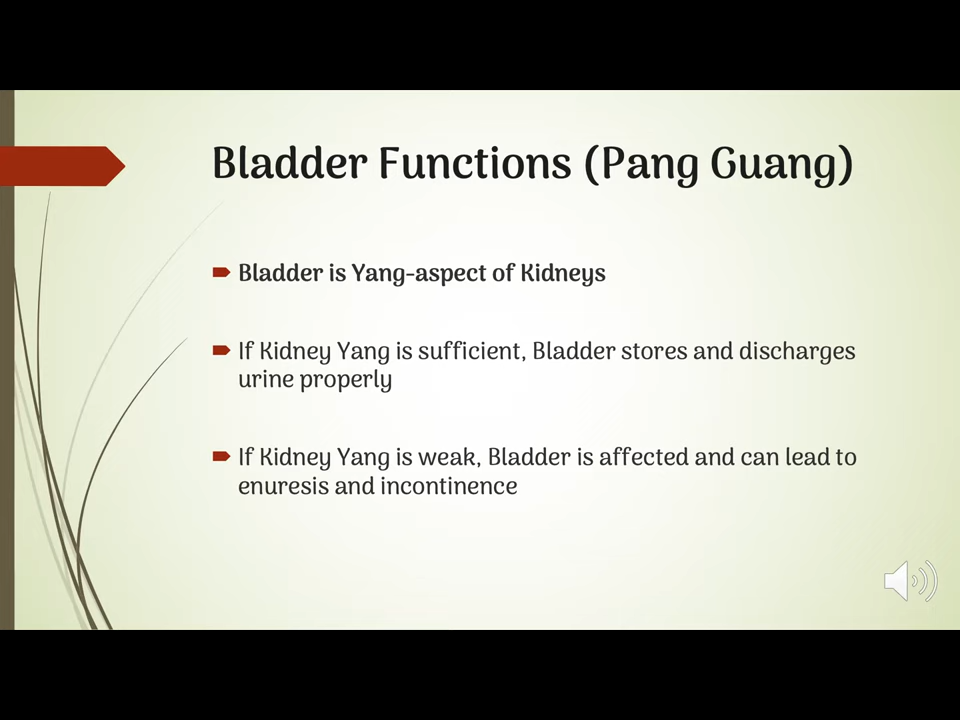 Bladder Functions (Pang Guang)
Bladder is Yang-aspect of Kidneys
If Kidney Yang is sufficient, Bladder stores and discharges
urine properly
If Kidney Yang is weak, Bladder is affected and can lead to
enuresis and incontinence